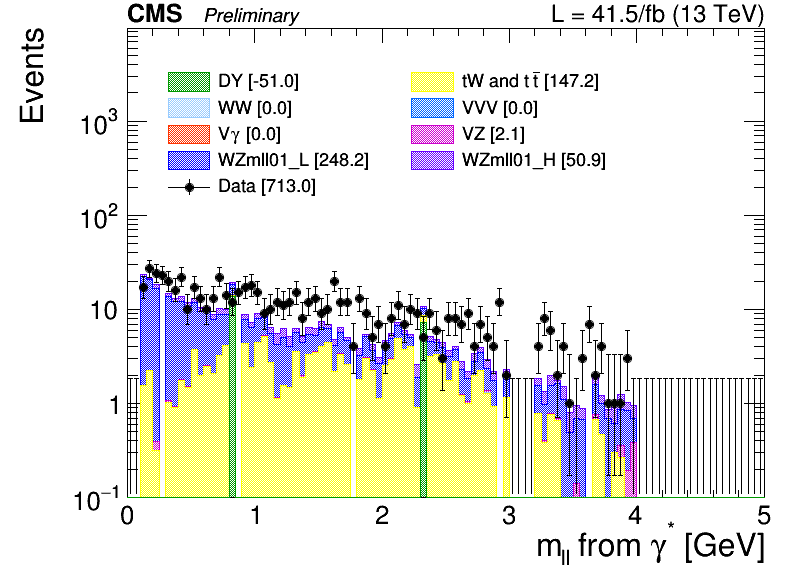 CMS Preliminary L = 41.5/fb (13 TeV)
Events
DY [-51.0] tW and tt̅ [147.2]
WW [0.0] VVV [0.0]
Vγ [0.0] VZ [2.1]
WZmll01_L [248.2] WZmll01_H [50.9]
Data [713.0]
10³
10²
10
1
10⁻¹
0 1 2 3 4 5
m_ll from γ* [GeV]